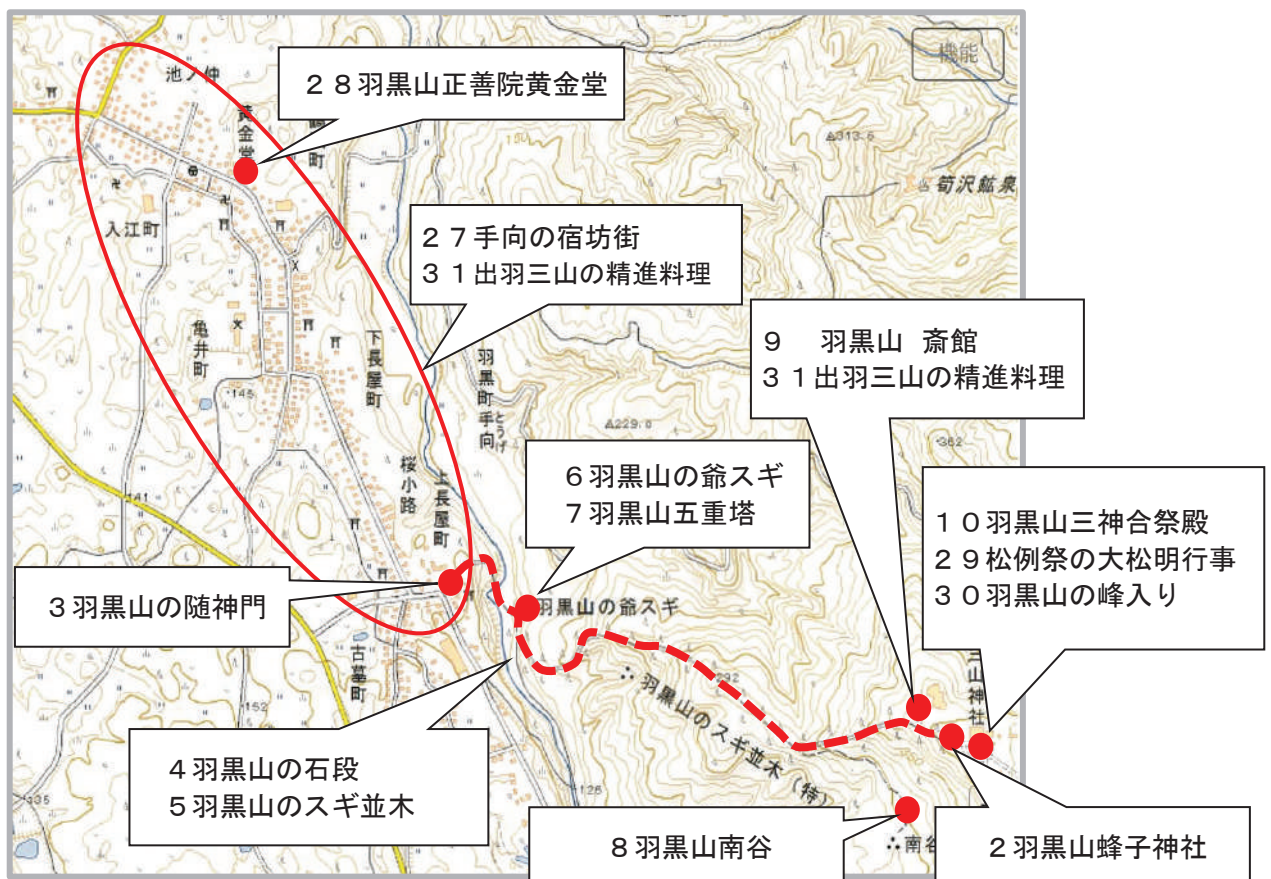 機能
池ノ仲
２８羽黒山正善院黄金堂
黄金堂
町
△313.6
筍沢鉱泉
入江町
２７手向の宿坊街
３１出羽三山の精進料理
亀井町
下長屋町
羽黒町手向
とうげ
９　羽黒山 斎館
３１出羽三山の精進料理
・145
△229.0
・362
桜小路
上長屋町
６羽黒山の爺スギ
７羽黒山五重塔
１０羽黒山三神合祭殿
２９松例祭の大松明行事
３０羽黒山の峰入り
・141
３羽黒山の随神門
羽黒山の爺スギ
古墓町
三山神社
・292
∴羽黒山のスギ並木（特）
・152
４羽黒山の石段
５羽黒山のスギ並木
・126
・135
８羽黒山南谷
∴南谷
２羽黒山蜂子神社